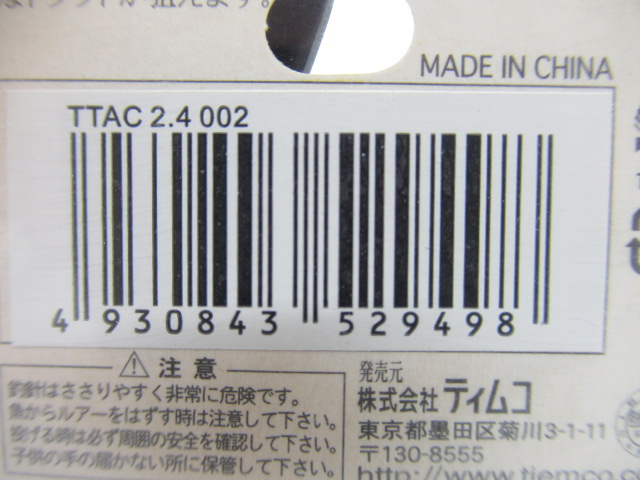 MADE IN CHINA
TTAC 2.4 002
4 930843 529498
⚠ 注意
釣針はささりやすく非常に危険です。
魚からルアーをはずす時は注意して下さい。
投げる時は必ず周囲の安全を確認して下さい。
子供の手の届かない所に保管して下さい。
発売元
株式会社ティムコ
東京都墨田区菊川3-1-11
〒130-8555
http://www.tiemco.co